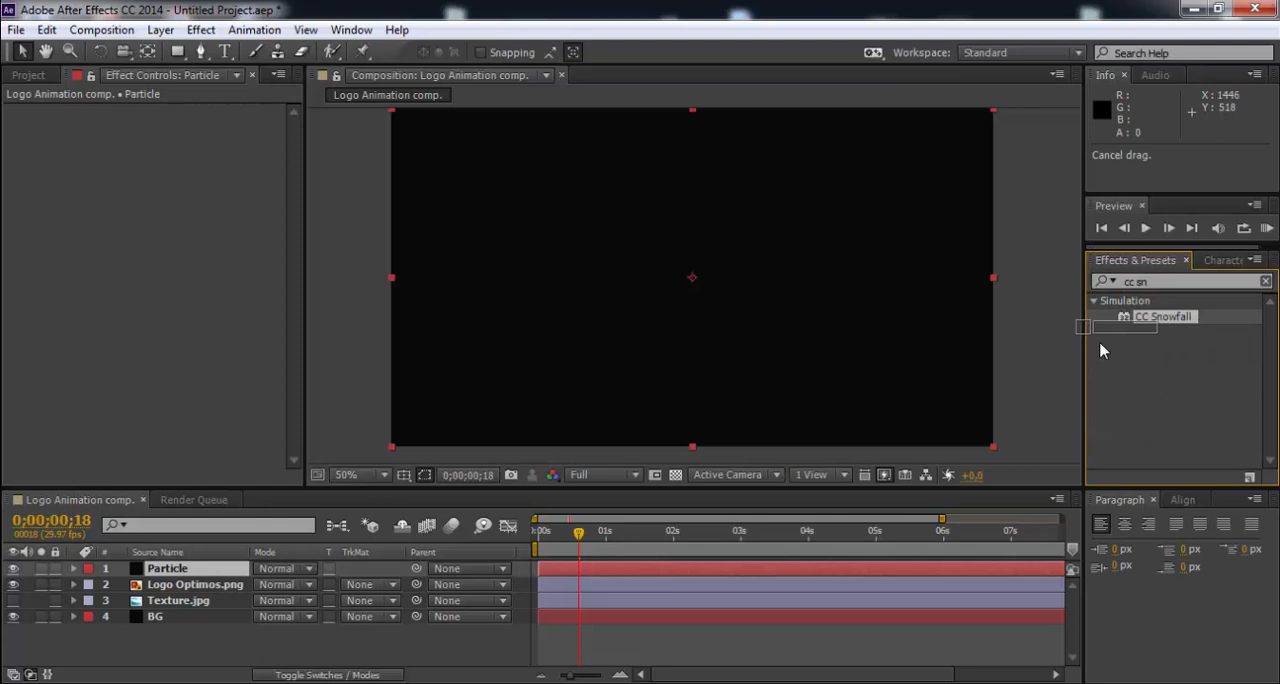 Adobe After Effects CC 2014 - Untitled Project.aep *
File Edit Composition Layer Effect Animation View Window Help
Snapping Workspace: Standard Search Help
Project Effect Controls: Particle Composition: Logo Animation comp. Info Audio
Logo Animation comp. • Particle Logo Animation comp.
R: X: 1446
G: Y: 518
B:
A: 0
Cancel drag.
Preview
Effects & Presets Characte
cc sn
Simulation
CC Snowfall
50% 0;00;00;18 Full Active Camera 1 View +0,0
Logo Animation comp. Render Queue Paragraph Align
0;00;00;18
00018 (29.97 fps)
:00s 01s 02s 03s 04s 05s 06s 07s
# Source Name Mode T TrkMat Parent
1 Particle Normal None
2 Logo Optimos.png Normal None None
3 Texture.jpg Normal None None
4 BG Normal None None
0 px 0 px 0 px
0 px 0 px
Toggle Switches / Modes